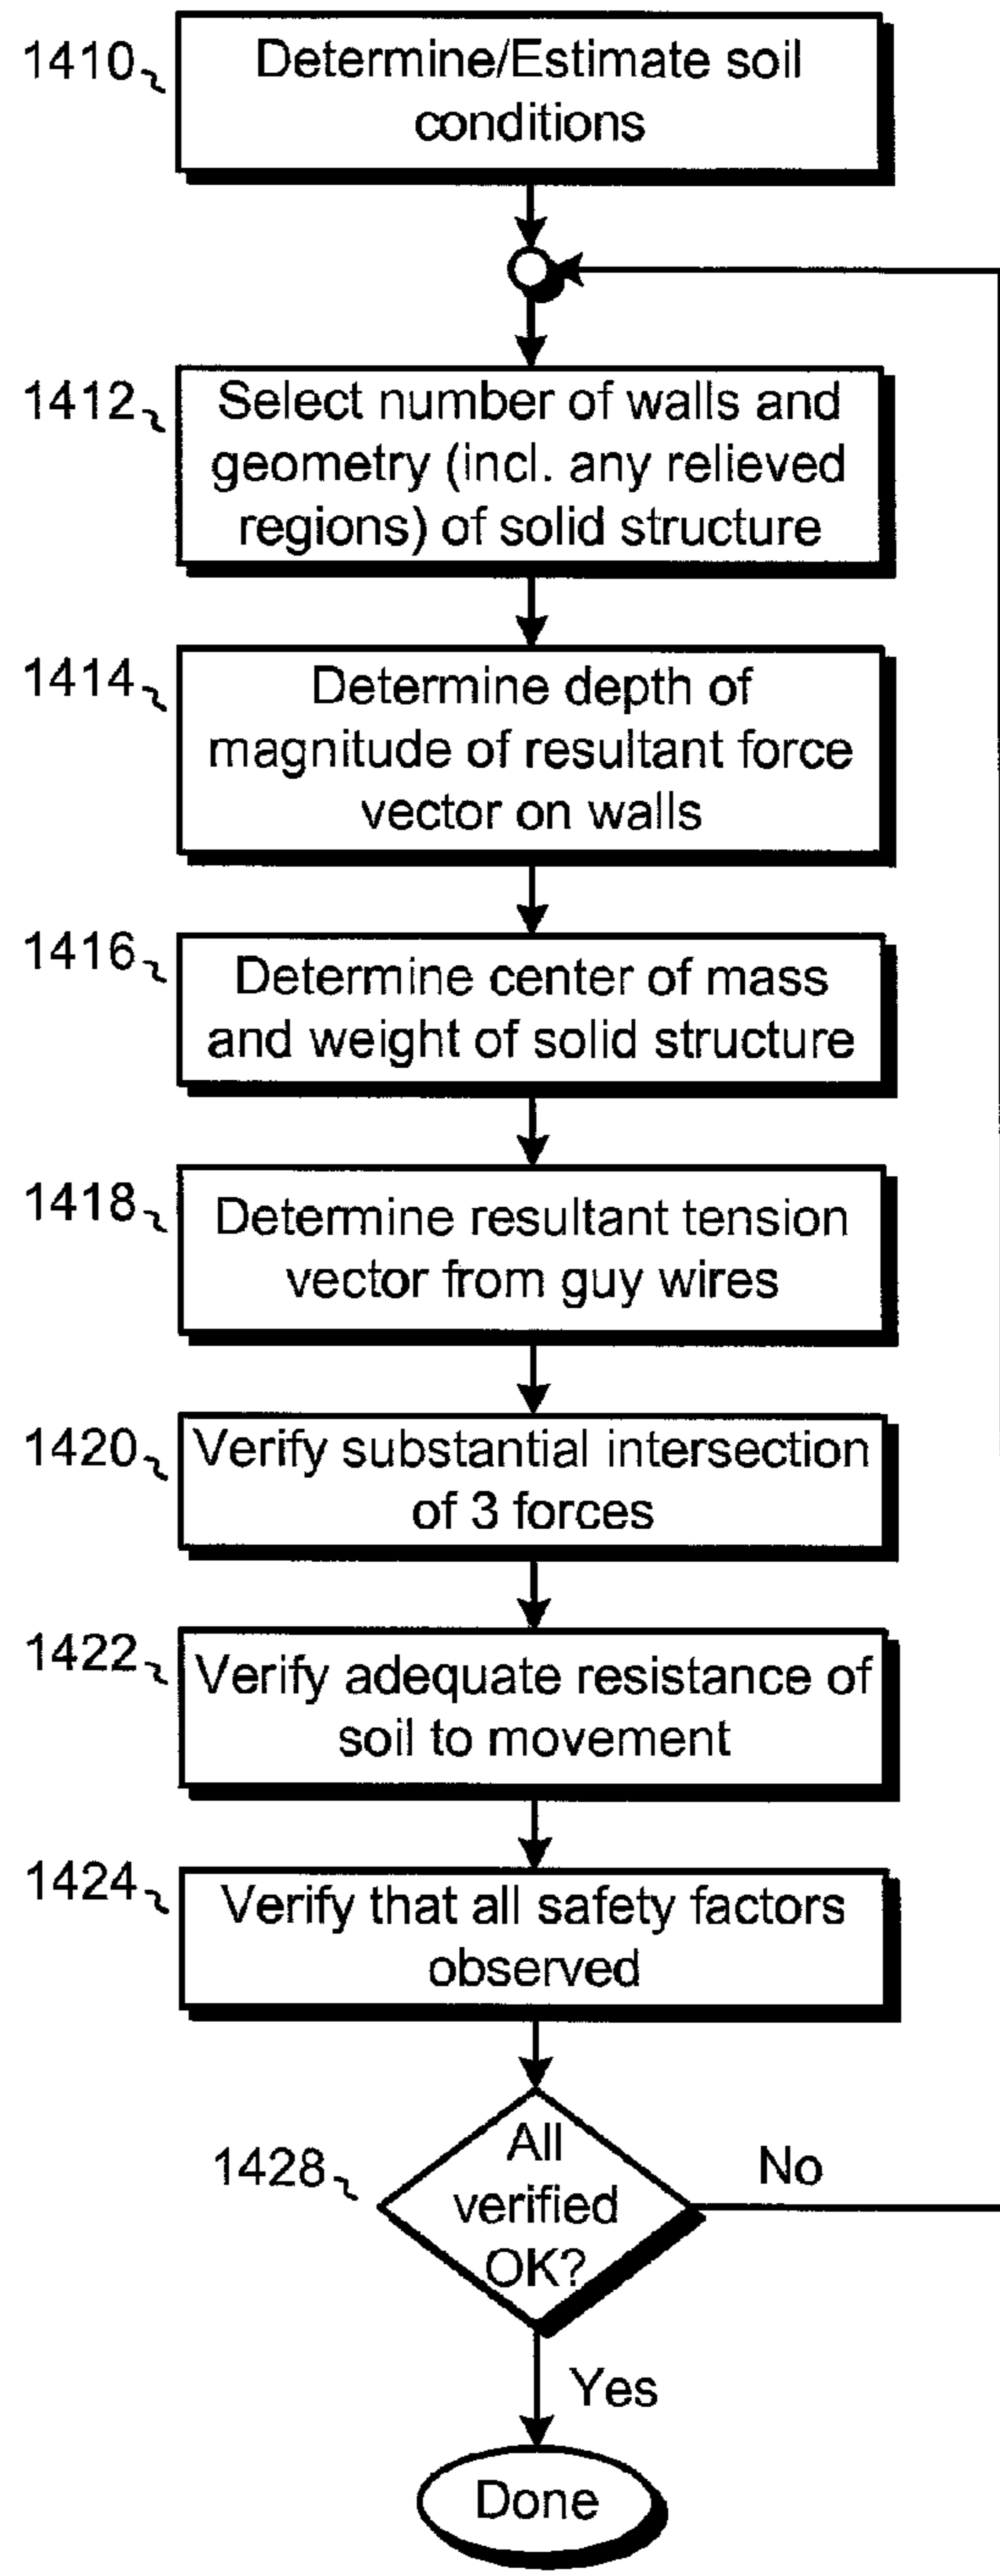 1410
Determine/Estimate soil
conditions
1412
Select number of walls and
geometry (incl. any relieved
regions) of solid structure
1414
Determine depth of
magnitude of resultant force
vector on walls
1416
Determine center of mass
and weight of solid structure
1418
Determine resultant tension
vector from guy wires
1420
Verify substantial intersection
of 3 forces
1422
Verify adequate resistance of
soil to movement
1424
Verify that all safety factors
observed
1428
All
verified
OK?
No
Yes
Done